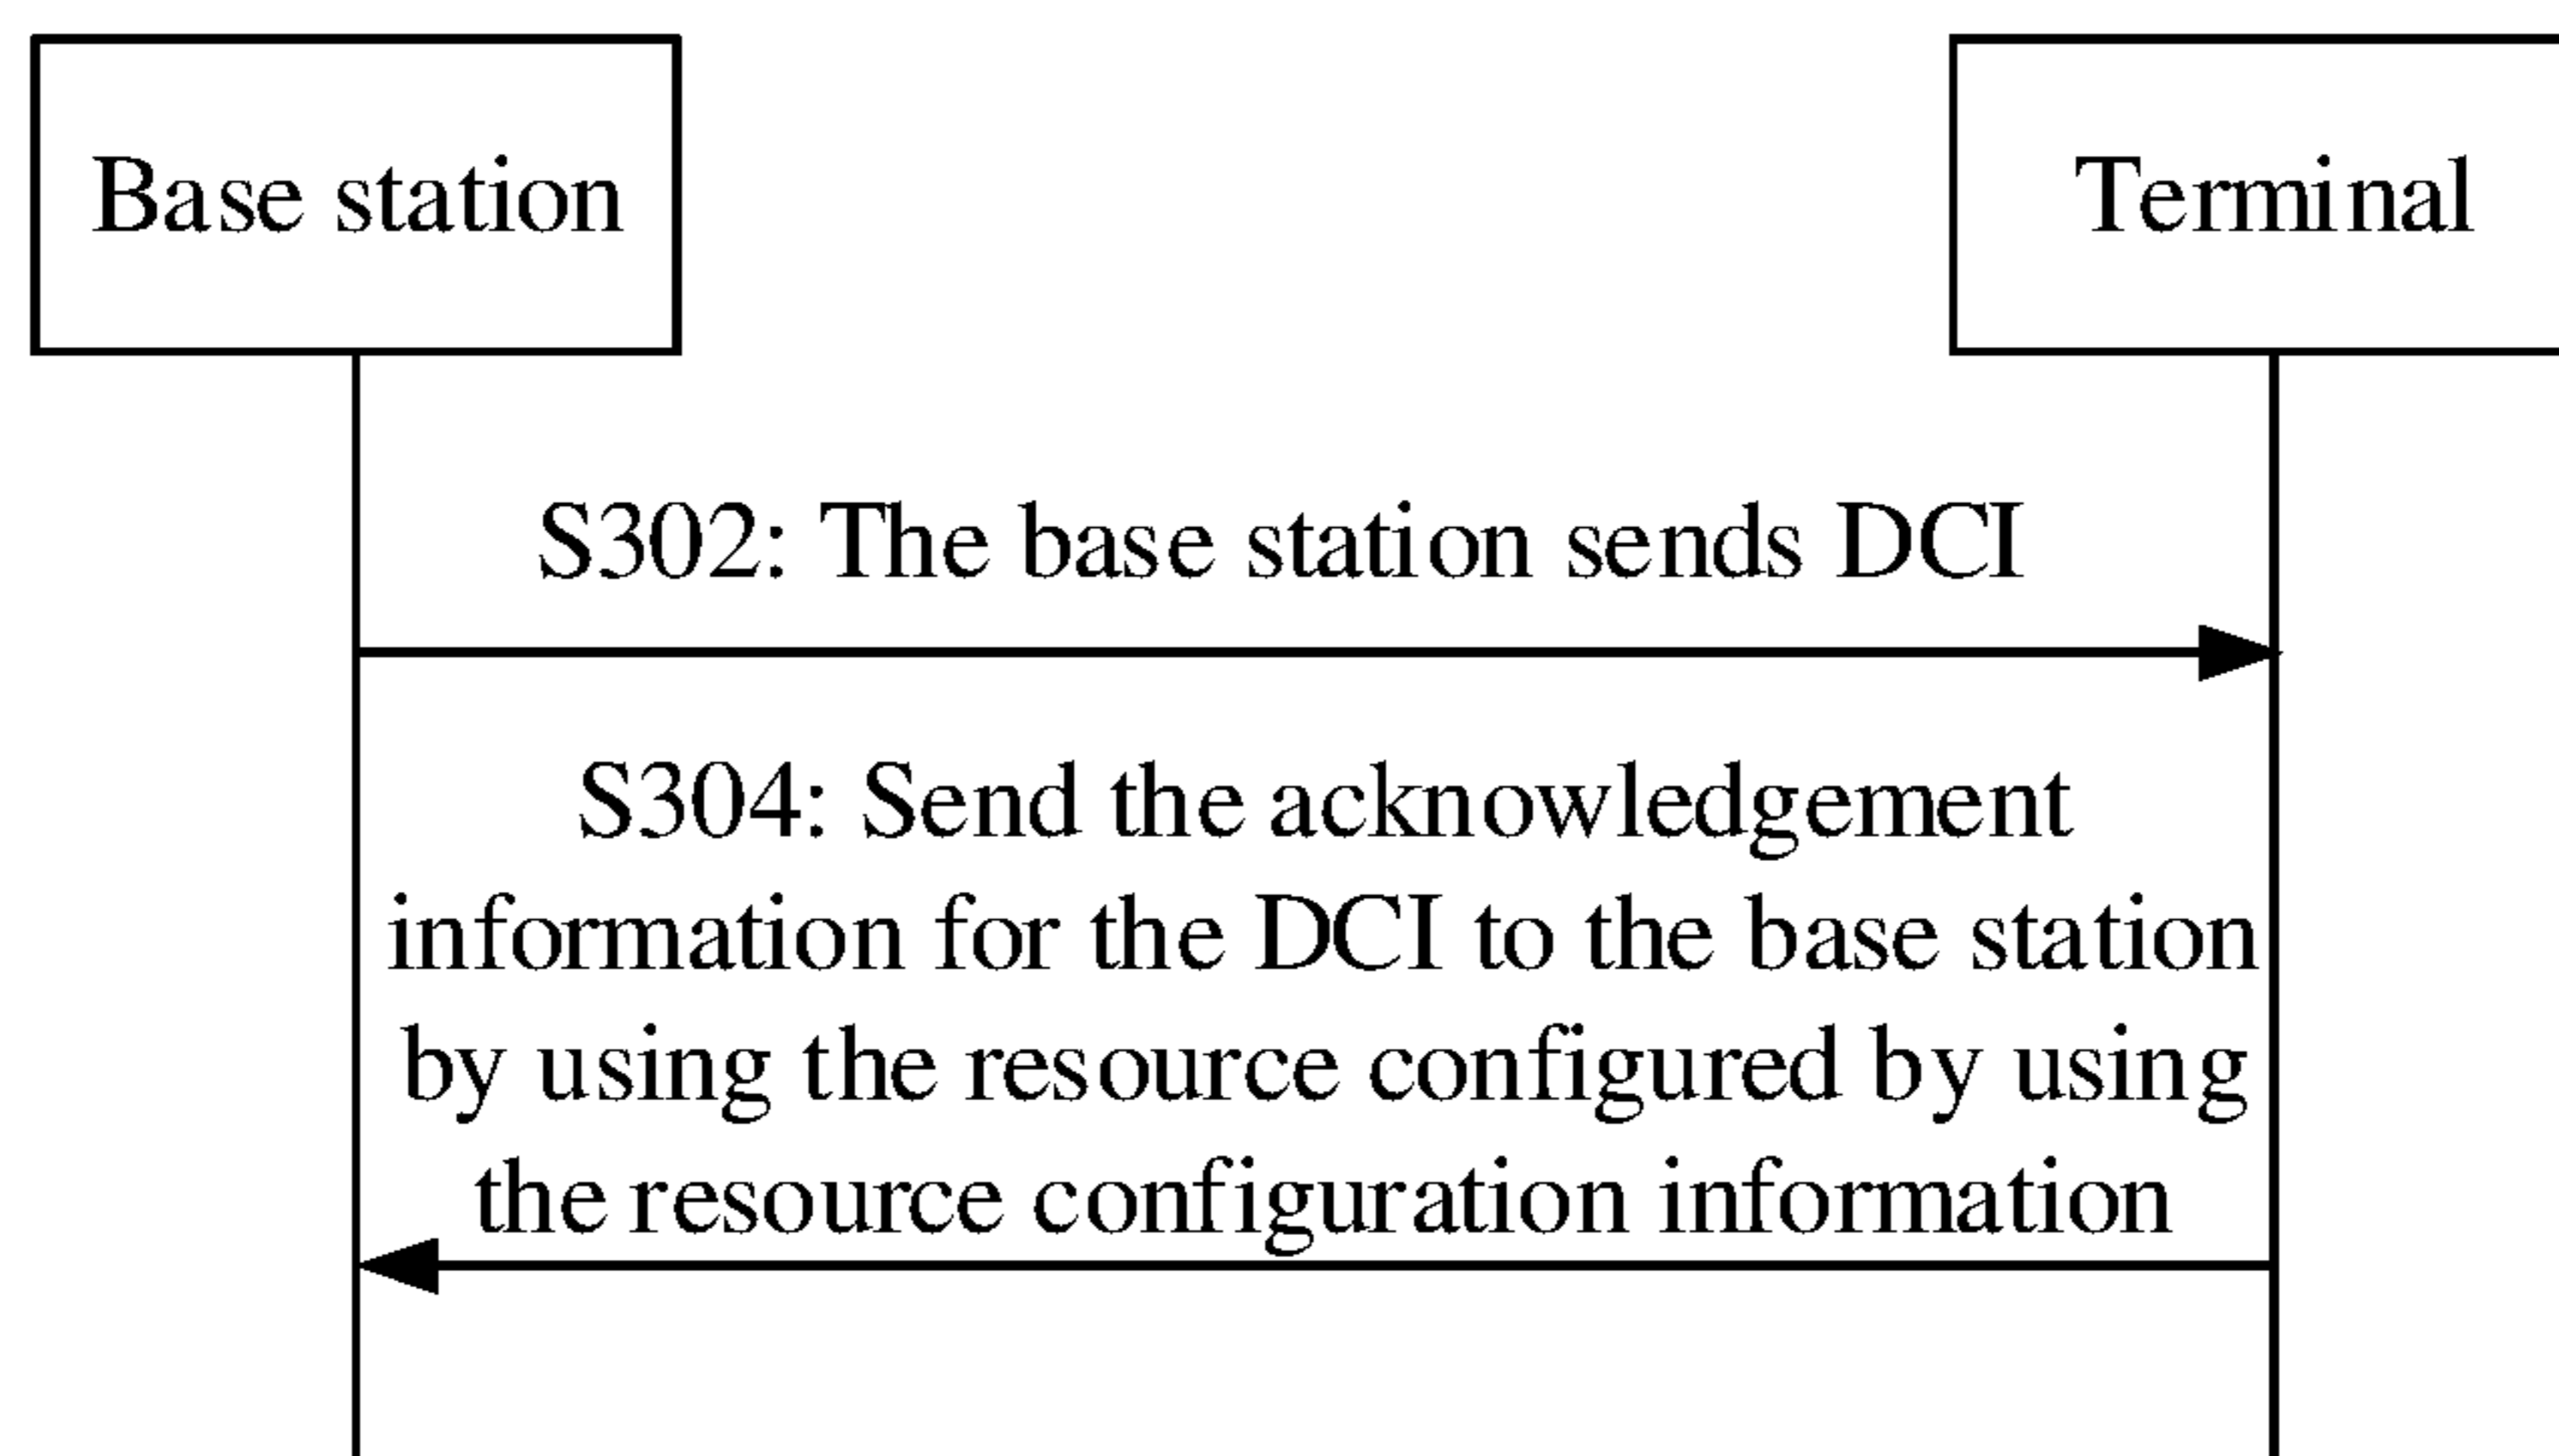 Base station
Terminal
S302: The base station sends DCI
S304: Send the acknowledgement
information for the DCI to the base station
by using the resource configured by using
the resource configuration information